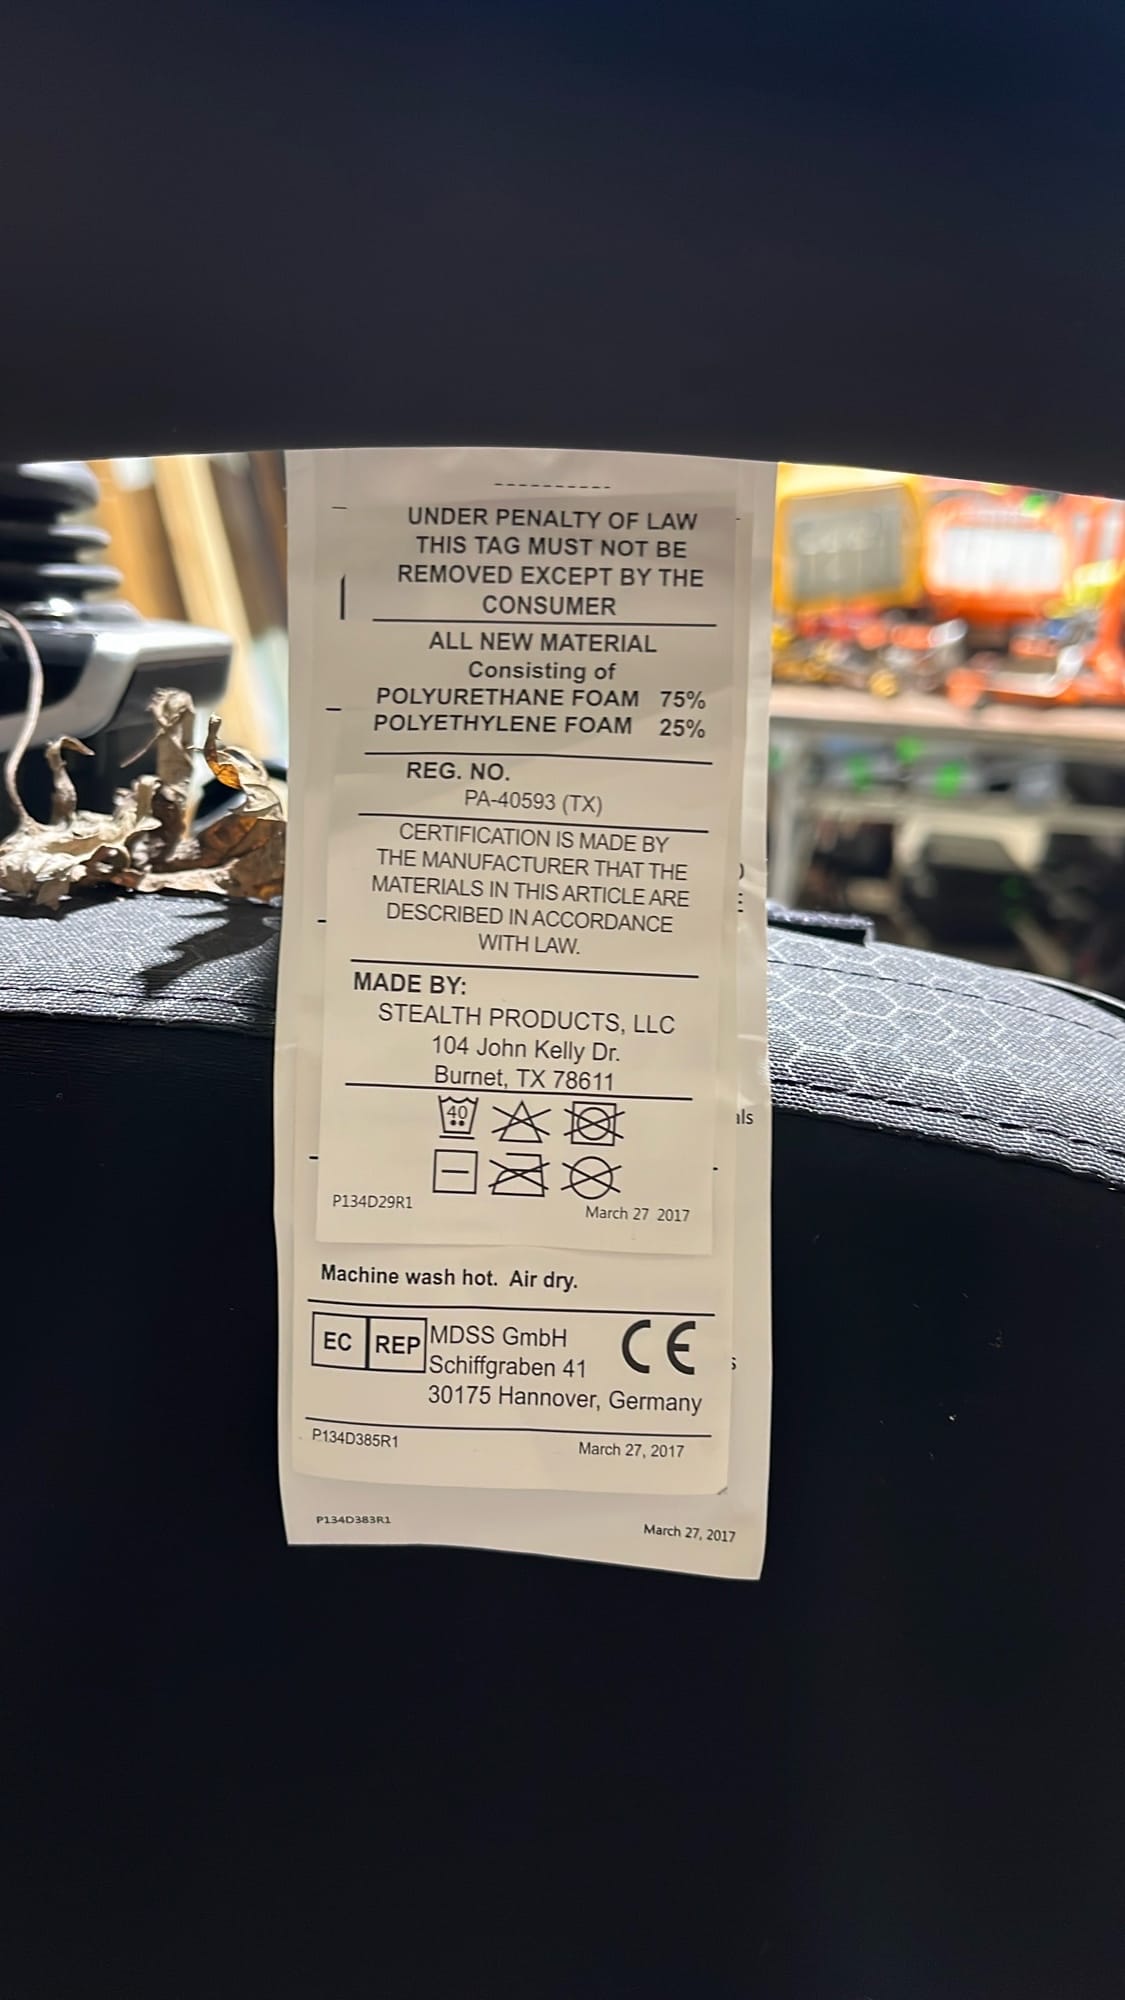 UNDER PENALTY OF LAW
THIS TAG MUST NOT BE
REMOVED EXCEPT BY THE
CONSUMER
ALL NEW MATERIAL
Consisting of
POLYURETHANE FOAM 75%
POLYETHYLENE FOAM 25%
REG. NO.
PA-40593 (TX)
CERTIFICATION IS MADE BY
THE MANUFACTURER THAT THE
MATERIALS IN THIS ARTICLE ARE
DESCRIBED IN ACCORDANCE
WITH LAW.
MADE BY:
STEALTH PRODUCTS, LLC
104 John Kelly Dr.
Burnet, TX 78611
40
P134D29R1 March 27 2017
Machine wash hot. Air dry.
EC REP MDSS GmbH CE
Schiffgraben 41
30175 Hannover, Germany
P134D385R1 March 27, 2017
P134D383R1 March 27, 2017